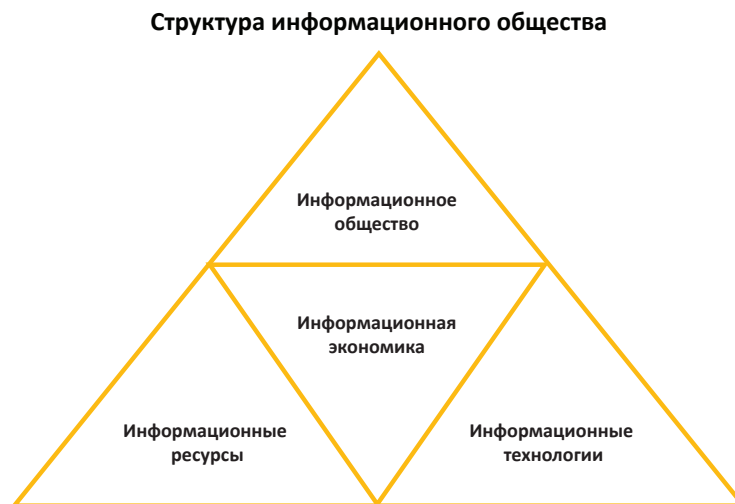 Структура информационного общества
Информационное
общество
Информационная
экономика
Информационные
ресурсы
Информационные
технологии